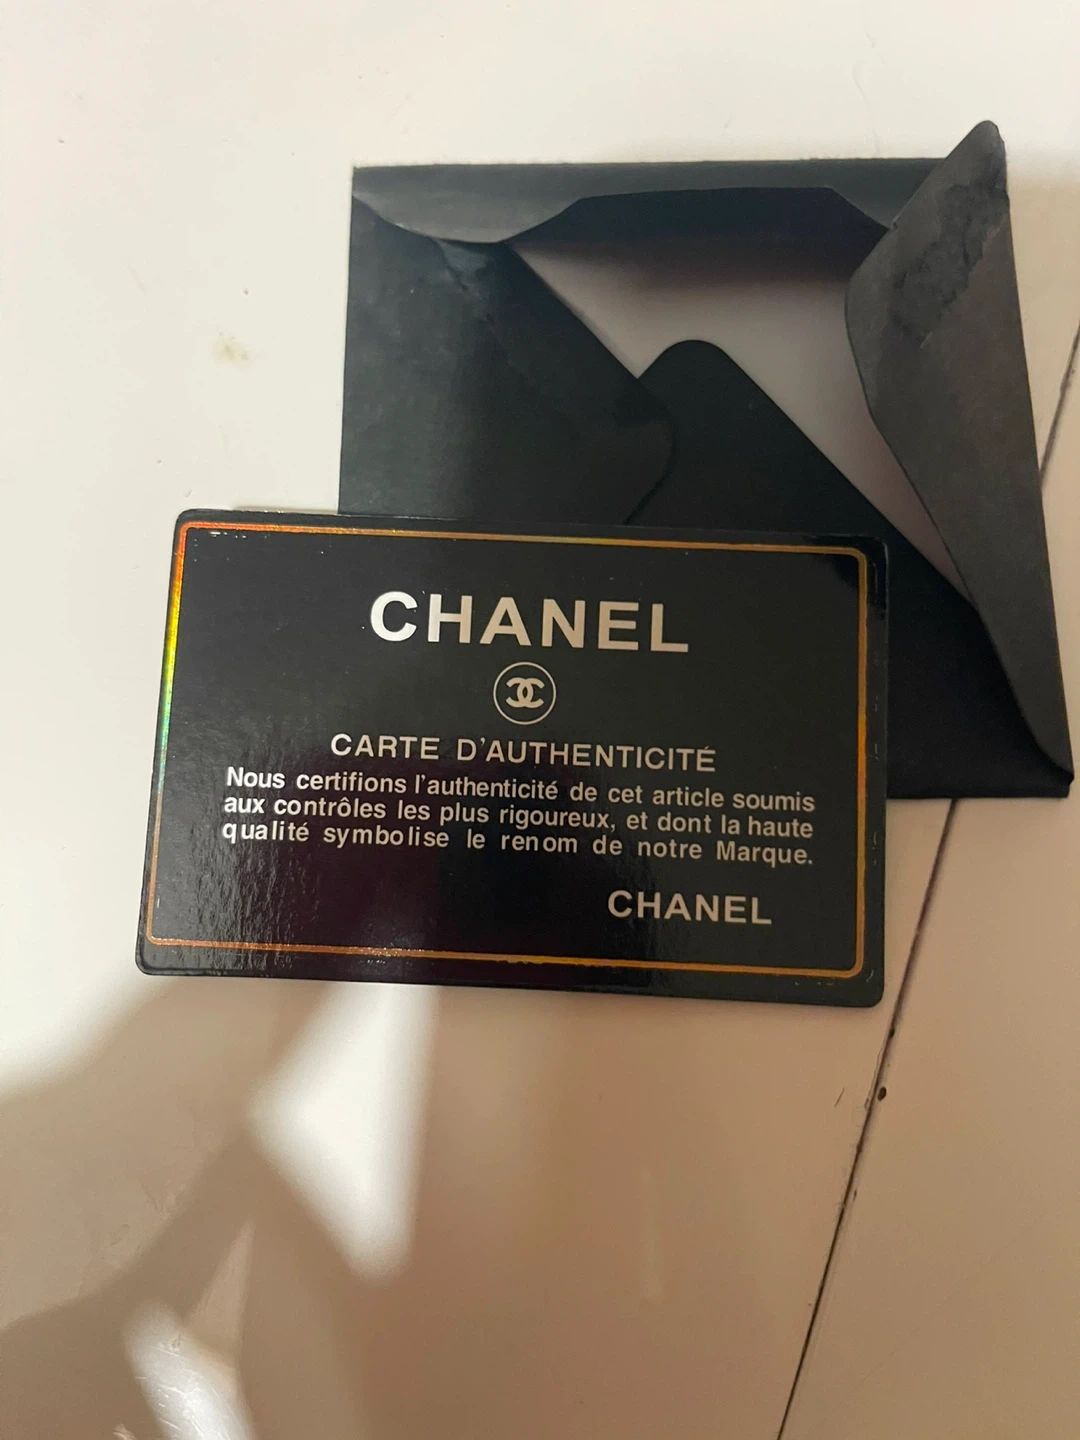 CHANEL
CARTE D'AUTHENTICITÉ
Nous certifions l'authenticité de cet article soumis
aux contrôles les plus rigoureux, et dont la haute
qualité symbolise le renom de notre Marque.
CHANEL